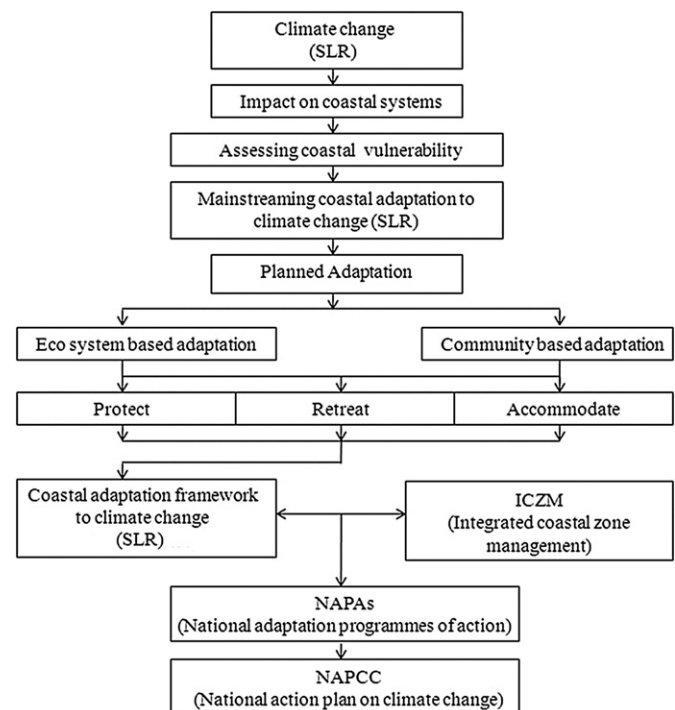 Climate change
(SLR)
Impact on coastal systems
Assessing coastal vulnerability
Mainstreaming coastal adaptation to
climate change (SLR)
Planned Adaptation
Eco system based adaptation
Community based adaptation
Protect
Retreat
Accommodate
Coastal adaptation framework
to climate change
(SLR)
ICZM
(Integrated coastal zone
management)
NAPAs
(National adaptation programmes of action)
NAPCC
(National action plan on climate change)